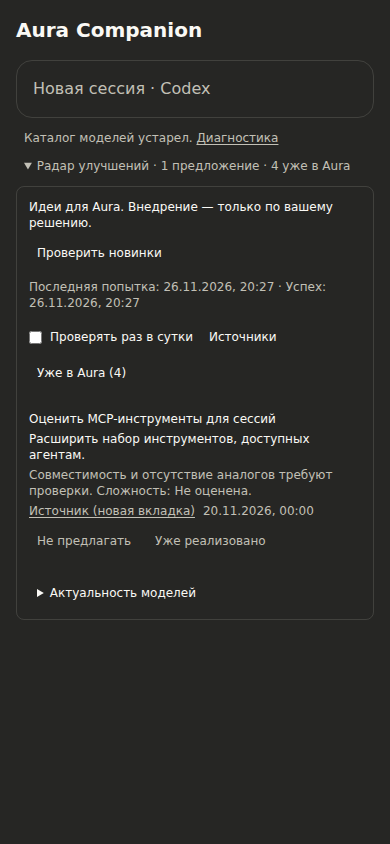 Aura Companion
Новая сессия · Codex
Каталог моделей устарел. Диагностика
▼ Радар улучшений · 1 предложение · 4 уже в Aura
Идеи для Aura. Внедрение — только по вашему
решению.
Проверить новинки
Последняя попытка: 26.11.2026, 20:27 · Успех:
26.11.2026, 20:27
Проверять раз в сутки Источники
Уже в Aura (4)
Оценить MCP-инструменты для сессий
Расширить набор инструментов, доступных
агентам.
Совместимость и отсутствие аналогов требуют
проверки. Сложность: Не оценена.
Источник (новая вкладка) 20.11.2026, 00:00
Не предлагать Уже реализовано
▶ Актуальность моделей